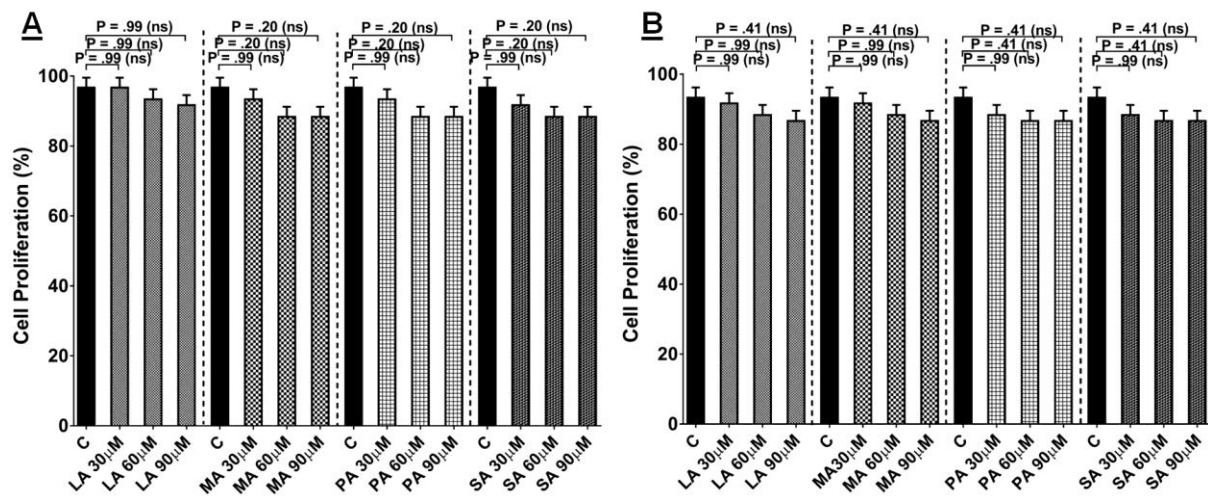 A
P = .99 (ns) P = .20 (ns) P = .20 (ns) P = .20 (ns)
P = .99 (ns) P = .20 (ns) P = .20 (ns) P = .20 (ns)
P = .99 (ns) P = .99 (ns) P = .99 (ns) P = .99 (ns)
Cell Proliferation (%)
100
80
60
40
20
0
C LA 30µM LA 60µM LA 90µM C MA 30µM MA 60µM MA 90µM C PA 30µM PA 60µM PA 90µM C SA 30µM SA 60µM SA 90µM
B
P = .41 (ns) P = .41 (ns) P = .41 (ns) P = .41 (ns)
P = .99 (ns) P = .99 (ns) P = .41 (ns) P = .41 (ns)
P = .99 (ns) P = .99 (ns) P = .99 (ns) P = .99 (ns)
Cell Proliferation (%)
100
80
60
40
20
0
C LA 30µM LA 60µM LA 90µM C MA30µM MA 60µM MA 90µM C PA 30µM PA 60µM PA 90µM C SA 30µM SA 60µM SA 90µM